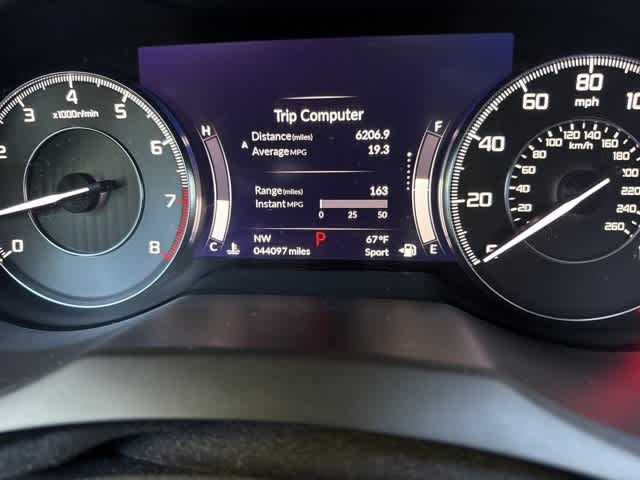 Trip Computer
A
Distance(miles) 6206.9
Average MPG 19.3
Range(miles) 163
Instant MPG
0 25 50
NW P 67°F
044097 miles Sport
H
C
F
E
x1000r/min
0
2
3
4
5
6
7
8
mph
20
40
60
80
km/h
20
40
60
80
100 120 140 160
180
200
220
260